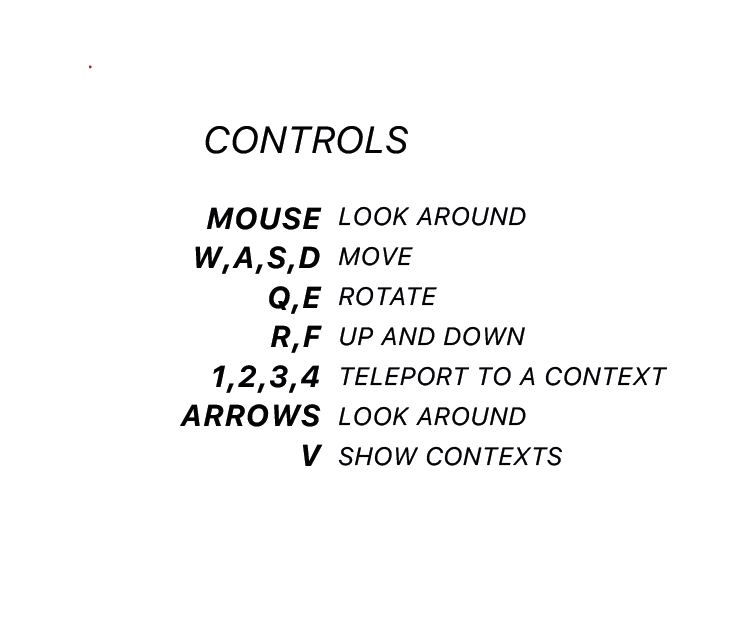 CONTROLS
MOUSE LOOK AROUND
W,A,S,D MOVE
Q,E ROTATE
R,F UP AND DOWN
1,2,3,4 TELEPORT TO A CONTEXT
ARROWS LOOK AROUND
V SHOW CONTEXTS